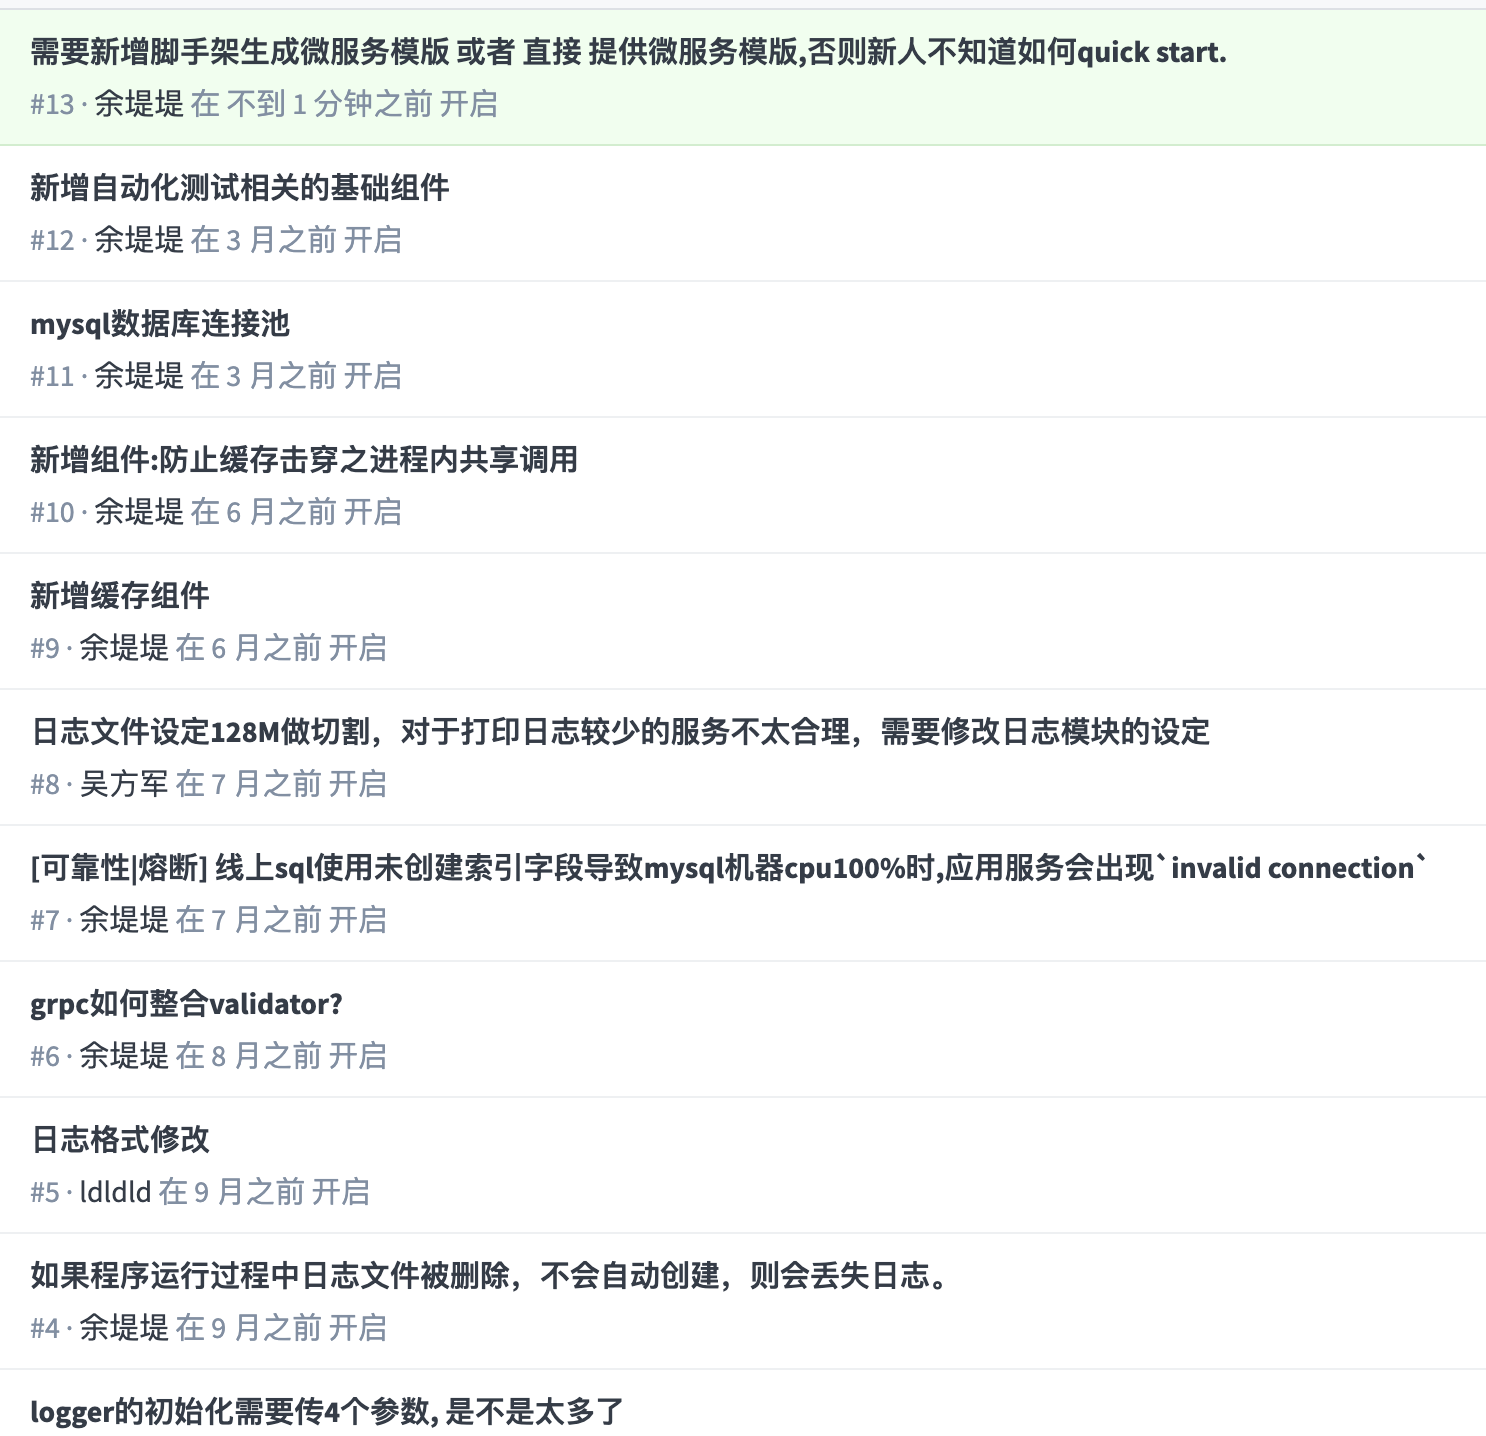 需要新增脚手架生成微服务模版 或者 直接 提供微服务模版,否则新人不知道如何quick start.
#13 · 余堤堤 在 不到 1 分钟之前 开启
新增自动化测试相关的基础组件
#12 · 余堤堤 在 3 月之前 开启
mysql数据库连接池
#11 · 余堤堤 在 3 月之前 开启
新增组件:防止缓存击穿之进程内共享调用
#10 · 余堤堤 在 6 月之前 开启
新增缓存组件
#9 · 余堤堤 在 6 月之前 开启
日志文件设定128M做切割，对于打印日志较少的服务不太合理，需要修改日志模块的设定
#8 · 吴方军 在 7 月之前 开启
[可靠性|熔断] 线上sql使用未创建索引字段导致mysql机器cpu100%时,应用服务会出现`invalid connection`
#7 · 余堤堤 在 7 月之前 开启
grpc如何整合validator?
#6 · 余堤堤 在 8 月之前 开启
日志格式修改
#5 · ldldld 在 9 月之前 开启
如果程序运行过程中日志文件被删除，不会自动创建，则会丢失日志。
#4 · 余堤堤 在 9 月之前 开启
logger的初始化需要传4个参数, 是不是太多了